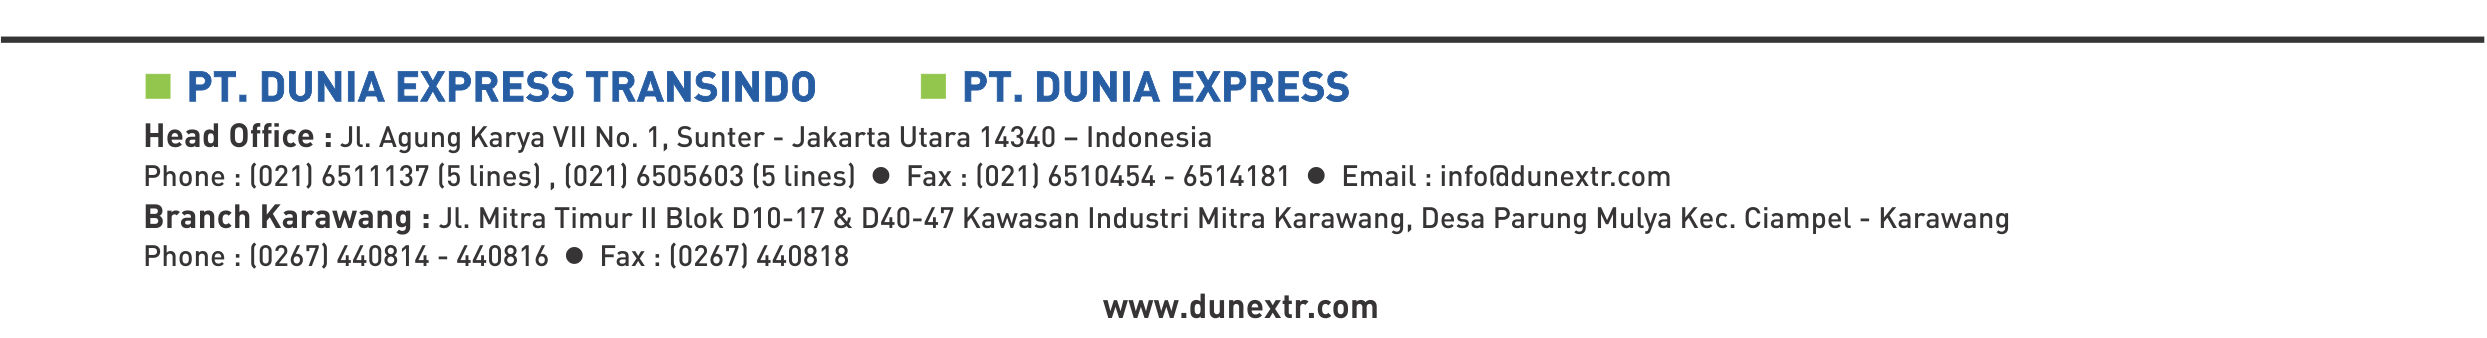 PT. DUNIA EXPRESS TRANSINDO PT. DUNIA EXPRESS
Head Office : Jl. Agung Karya VII No. 1, Sunter - Jakarta Utara 14340 – Indonesia
Phone : (021) 6511137 (5 lines) , (021) 6505603 (5 lines) ● Fax : (021) 6510454 - 6514181 ● Email : info@dunextr.com
Branch Karawang : Jl. Mitra Timur II Blok D10-17 & D40-47 Kawasan Industri Mitra Karawang, Desa Parung Mulya Kec. Ciampel - Karawang
Phone : (0267) 440814 - 440816 ● Fax : (0267) 440818
www.dunextr.com